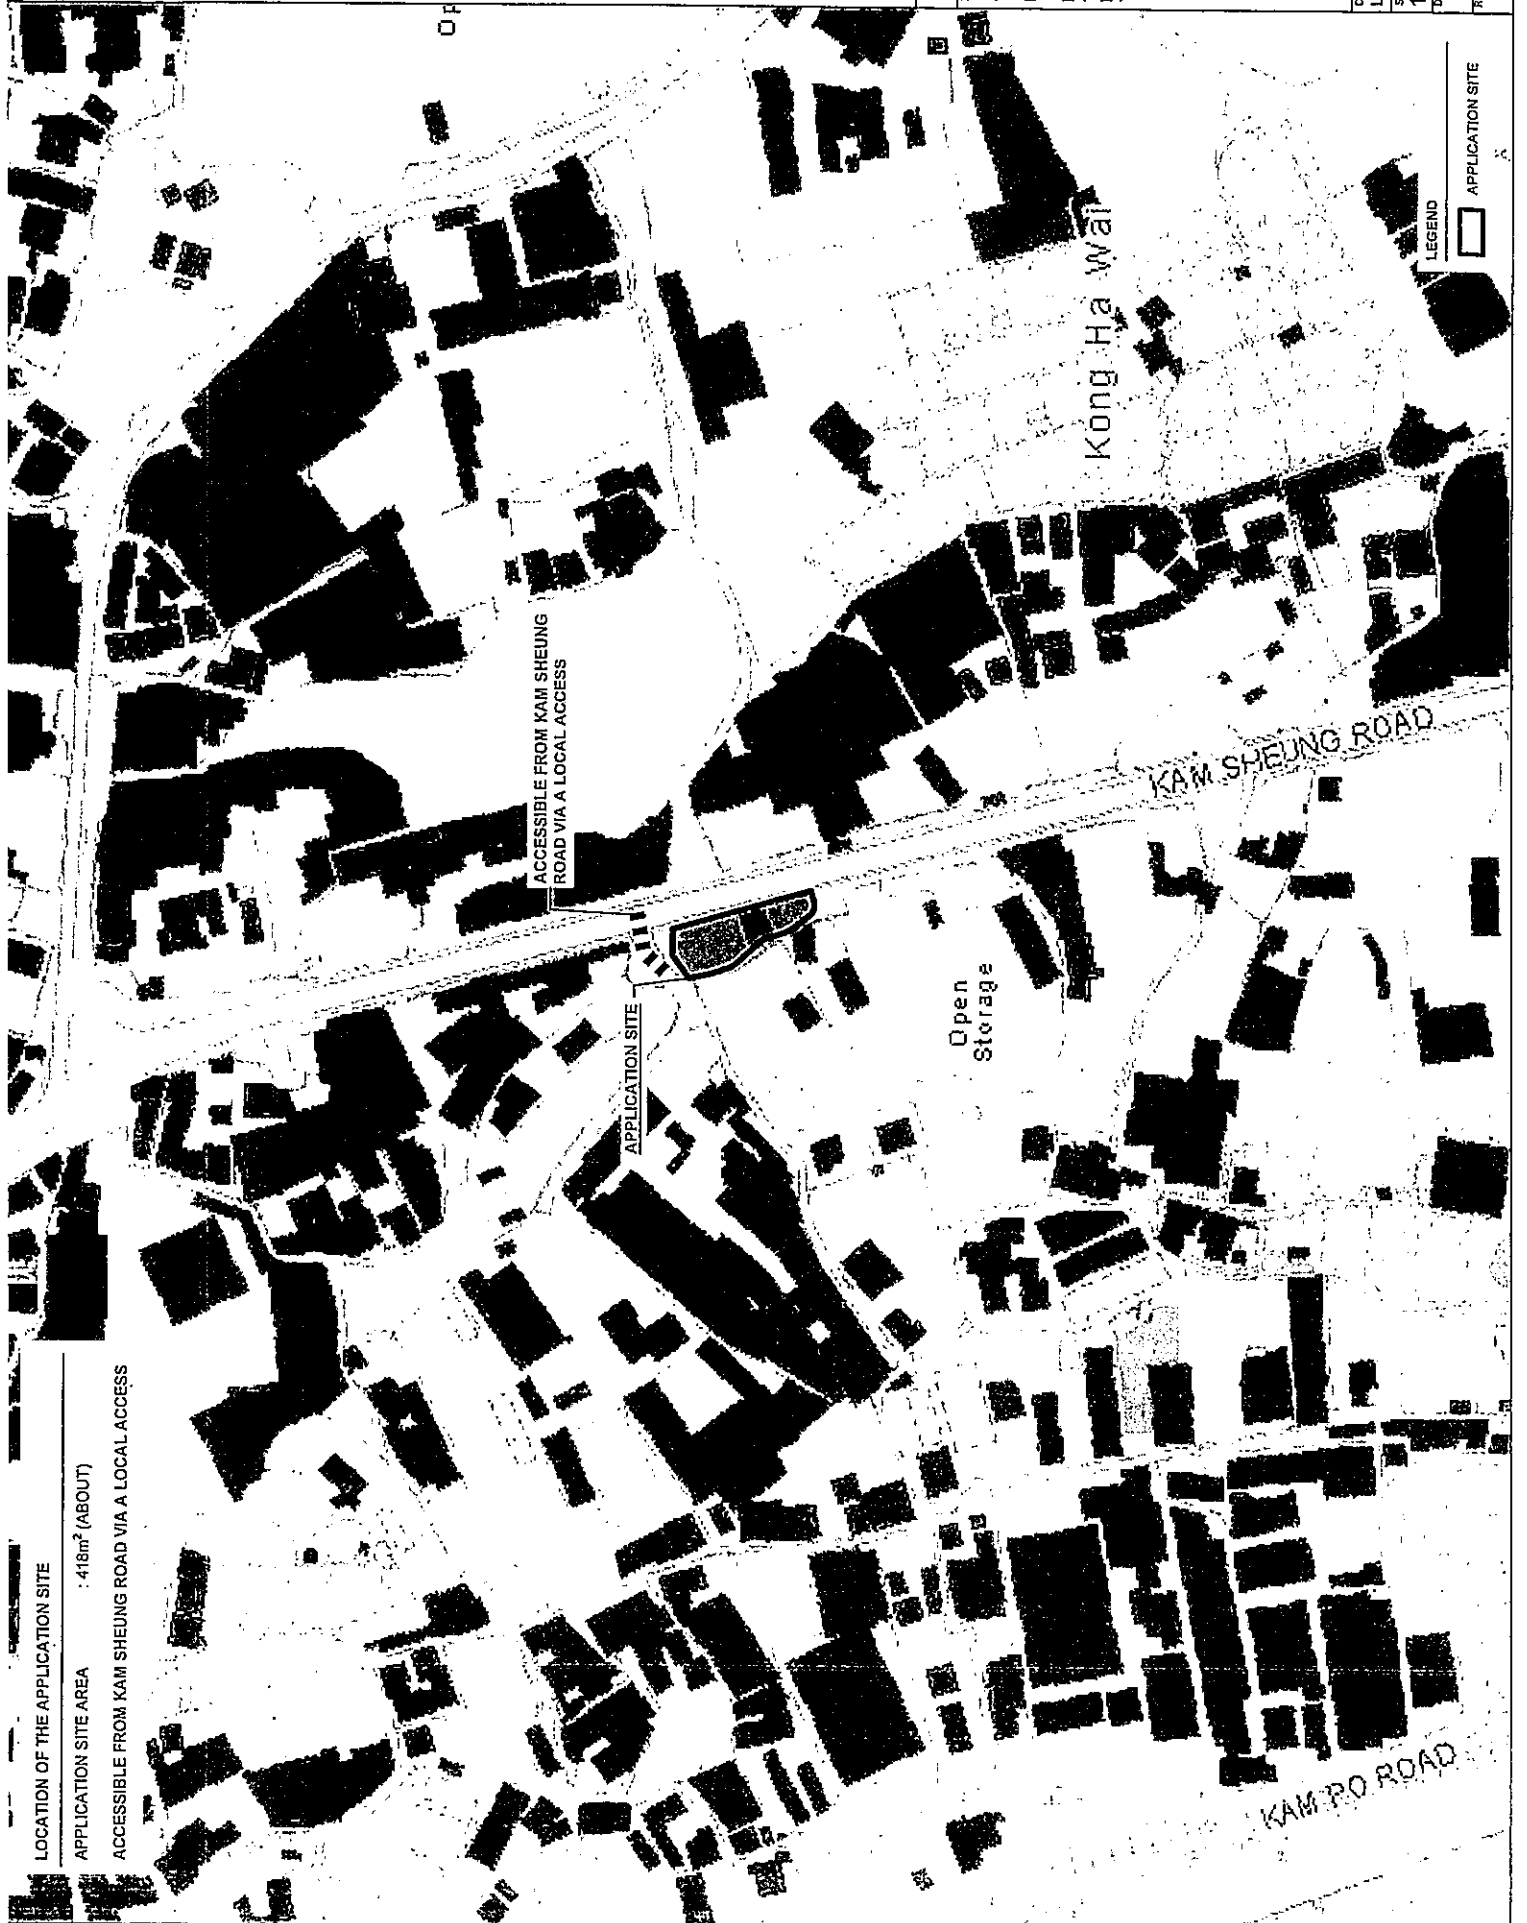 LOCATION OF THE APPLICATION SITE
APPLICATION SITE AREA : 418m² (ABOUT)
ACCESSIBLE FROM KAM SHEUNG ROAD VIA A LOCAL ACCESS
ACCESSIBLE FROM KAM SHEUNG
ROAD VIA A LOCAL ACCESS
APPLICATION SITE
Open
Storage
KAM SHEUNG ROAD
Kong Ha Wai
KAM PO ROAD
LEGEND
APPLICATION SITE
Op